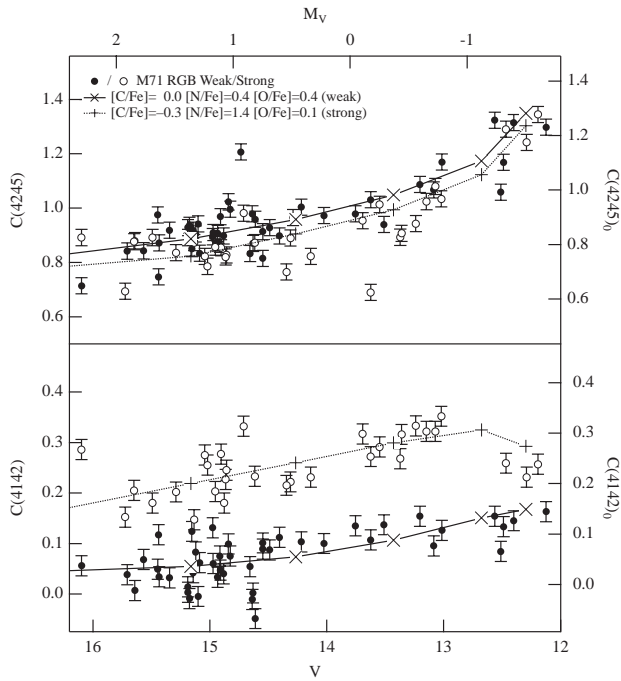 M_V
2 1 0 -1
● / ○ M71 RGB Weak/Strong
[C/Fe]= 0.0 [N/Fe]=0.4 [O/Fe]=0.4 (weak)
[C/Fe]=–0.3 [N/Fe]=1.4 [O/Fe]=0.1 (strong)
C(4245)
1.4
1.2
1.0
0.8
0.6
C(4245)₀
1.4
1.2
1.0
0.8
0.6
C(4142)
0.4
0.3
0.2
0.1
0.0
C(4142)₀
0.4
0.3
0.2
0.1
0.0
16 15 14 13 12
V